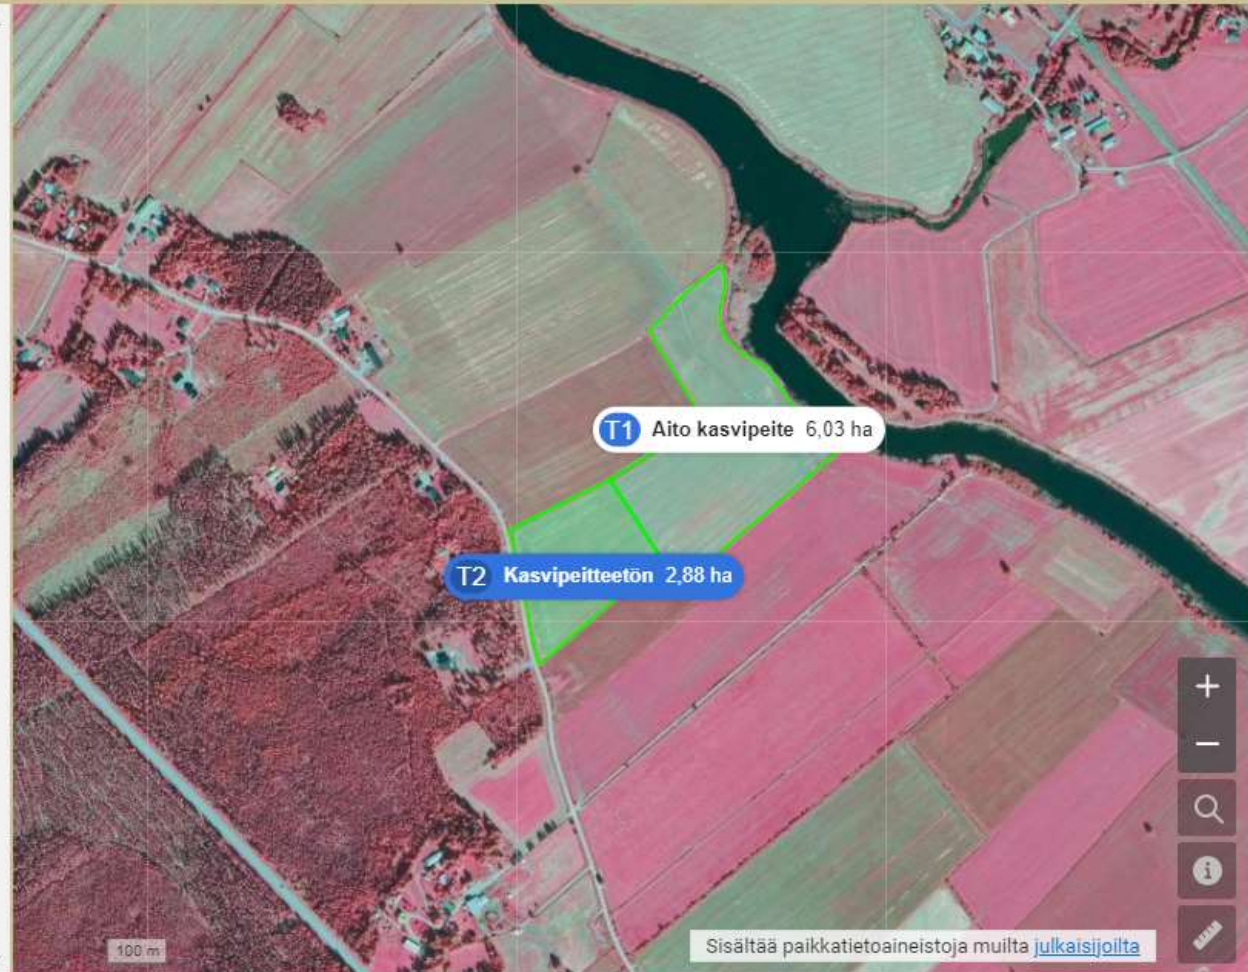 T1 Aito kasvipeite 6,03 ha
T2 Kasvipeitteetön 2,88 ha
100 m
Sisältää paikkatietoaineistoja muilta julkaisijoilta